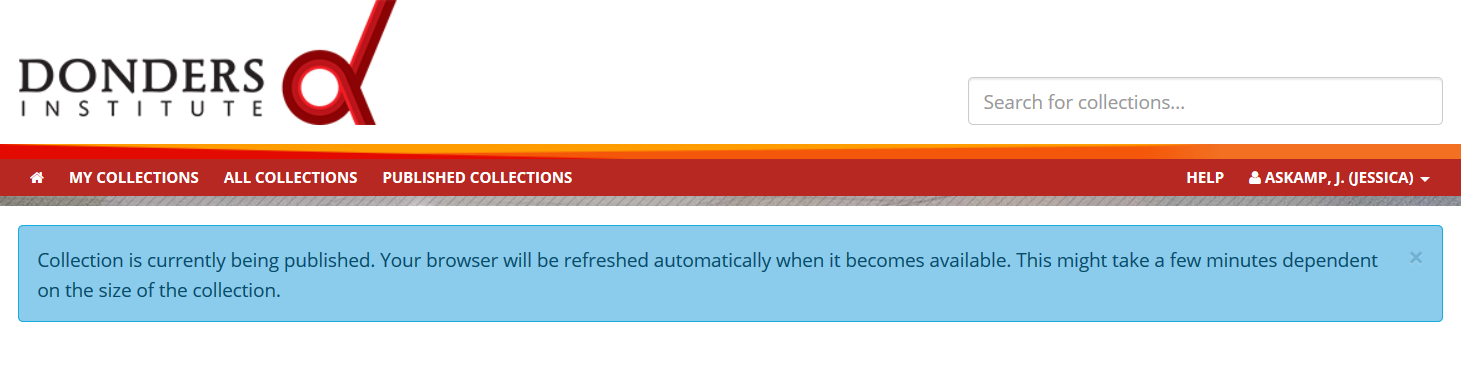 DONDERS
INSTITUTE
Search for collections...
MY COLLECTIONS ALL COLLECTIONS PUBLISHED COLLECTIONS HELP ASKAMP, J. (JESSICA)
Collection is currently being published. Your browser will be refreshed automatically when it becomes available. This might take a few minutes dependent
on the size of the collection.